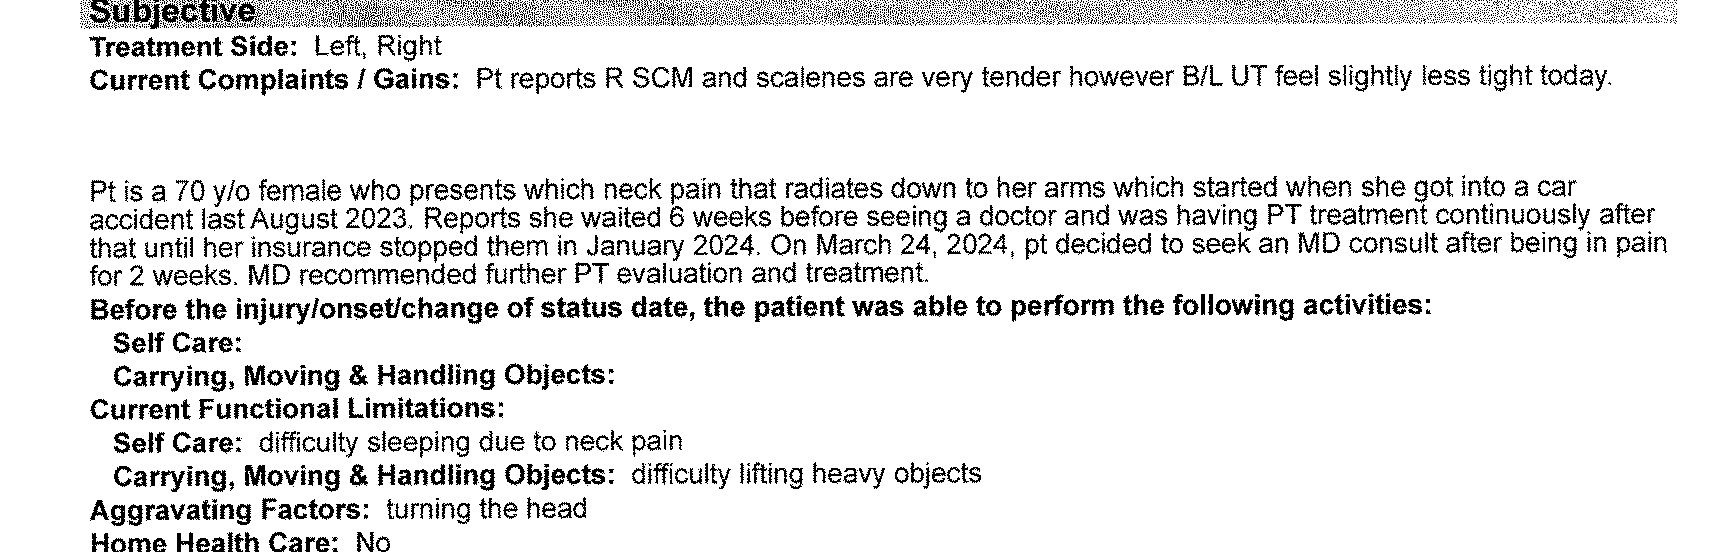 Subjective
Treatment Side: Left, Right
Current Complaints / Gains: Pt reports R SCM and scalenes are very tender however B/L UT feel slightly less tight today.
Pt is a 70 y/o female who presents which neck pain that radiates down to her arms which started when she got into a car
accident last August 2023. Reports she waited 6 weeks before seeing a doctor and was having PT treatment continuously after
that until her insurance stopped them in January 2024. On March 24, 2024, pt decided to seek an MD consult after being in pain
for 2 weeks. MD recommended further PT evaluation and treatment.
Before the injury/onset/change of status date, the patient was able to perform the following activities:
Self Care:
Carrying, Moving & Handling Objects:
Current Functional Limitations:
Self Care: difficulty sleeping due to neck pain
Carrying, Moving & Handling Objects: difficulty lifting heavy objects
Aggravating Factors: turning the head
Home Health Care: No